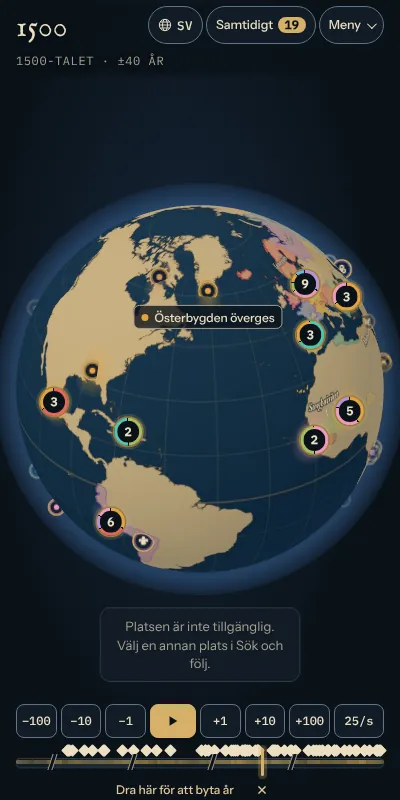 1500
SV
Samtidigt 19
Meny
1500-TALET · ±40 ÅR
9
3
Österbygden överges
3
3
5
2
2
6
Platsen är inte tillgänglig.
Välj en annan plats i Sök och
följ.
−100
−10
−1
+1
+10
+100
25/s
Dra här för att byta år
×